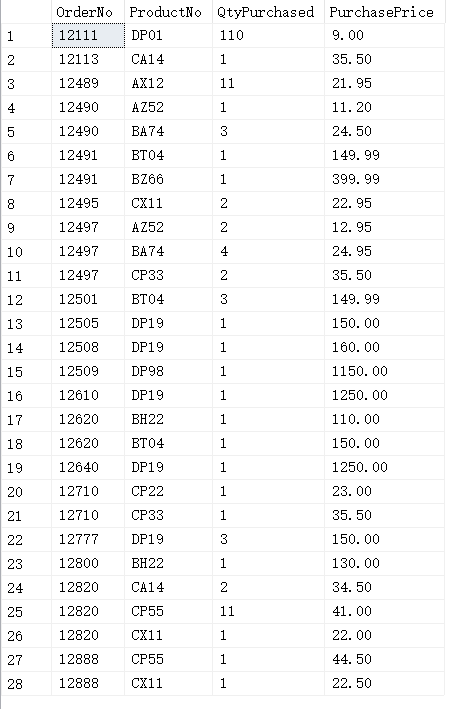 OrderNo ProductNo QtyPurchased PurchasePrice
1 12111 DP01 110 9.00
2 12113 CA14 1 35.50
3 12489 AX12 11 21.95
4 12490 AZ52 1 11.20
5 12490 BA74 3 24.50
6 12491 BT04 1 149.99
7 12491 BZ66 1 399.99
8 12495 CX11 2 22.95
9 12497 AZ52 2 12.95
10 12497 BA74 4 24.95
11 12497 CP33 2 35.50
12 12501 BT04 3 149.99
13 12505 DP19 1 150.00
14 12508 DP19 1 160.00
15 12509 DP98 1 1150.00
16 12610 DP19 1 1250.00
17 12620 BH22 1 110.00
18 12620 BT04 1 150.00
19 12640 DP19 1 1250.00
20 12710 CP22 1 23.00
21 12710 CP33 1 35.50
22 12777 DP19 3 150.00
23 12800 BH22 1 130.00
24 12820 CA14 2 34.50
25 12820 CP55 11 41.00
26 12820 CX11 1 22.00
27 12888 CP55 1 44.50
28 12888 CX11 1 22.50